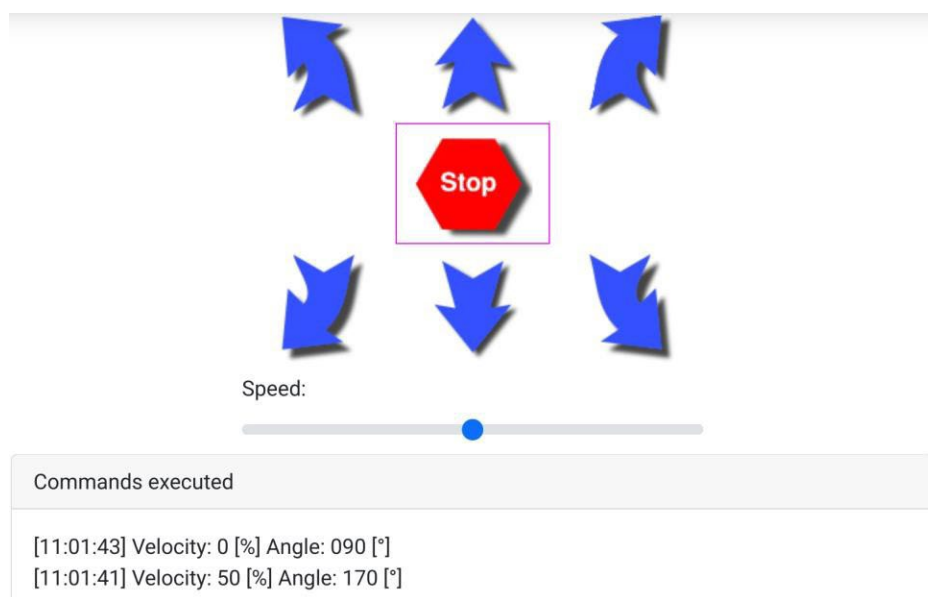 Stop
Speed:
Commands executed
[11:01:43] Velocity: 0 [%] Angle: 090 [°]
[11:01:41] Velocity: 50 [%] Angle: 170 [°]